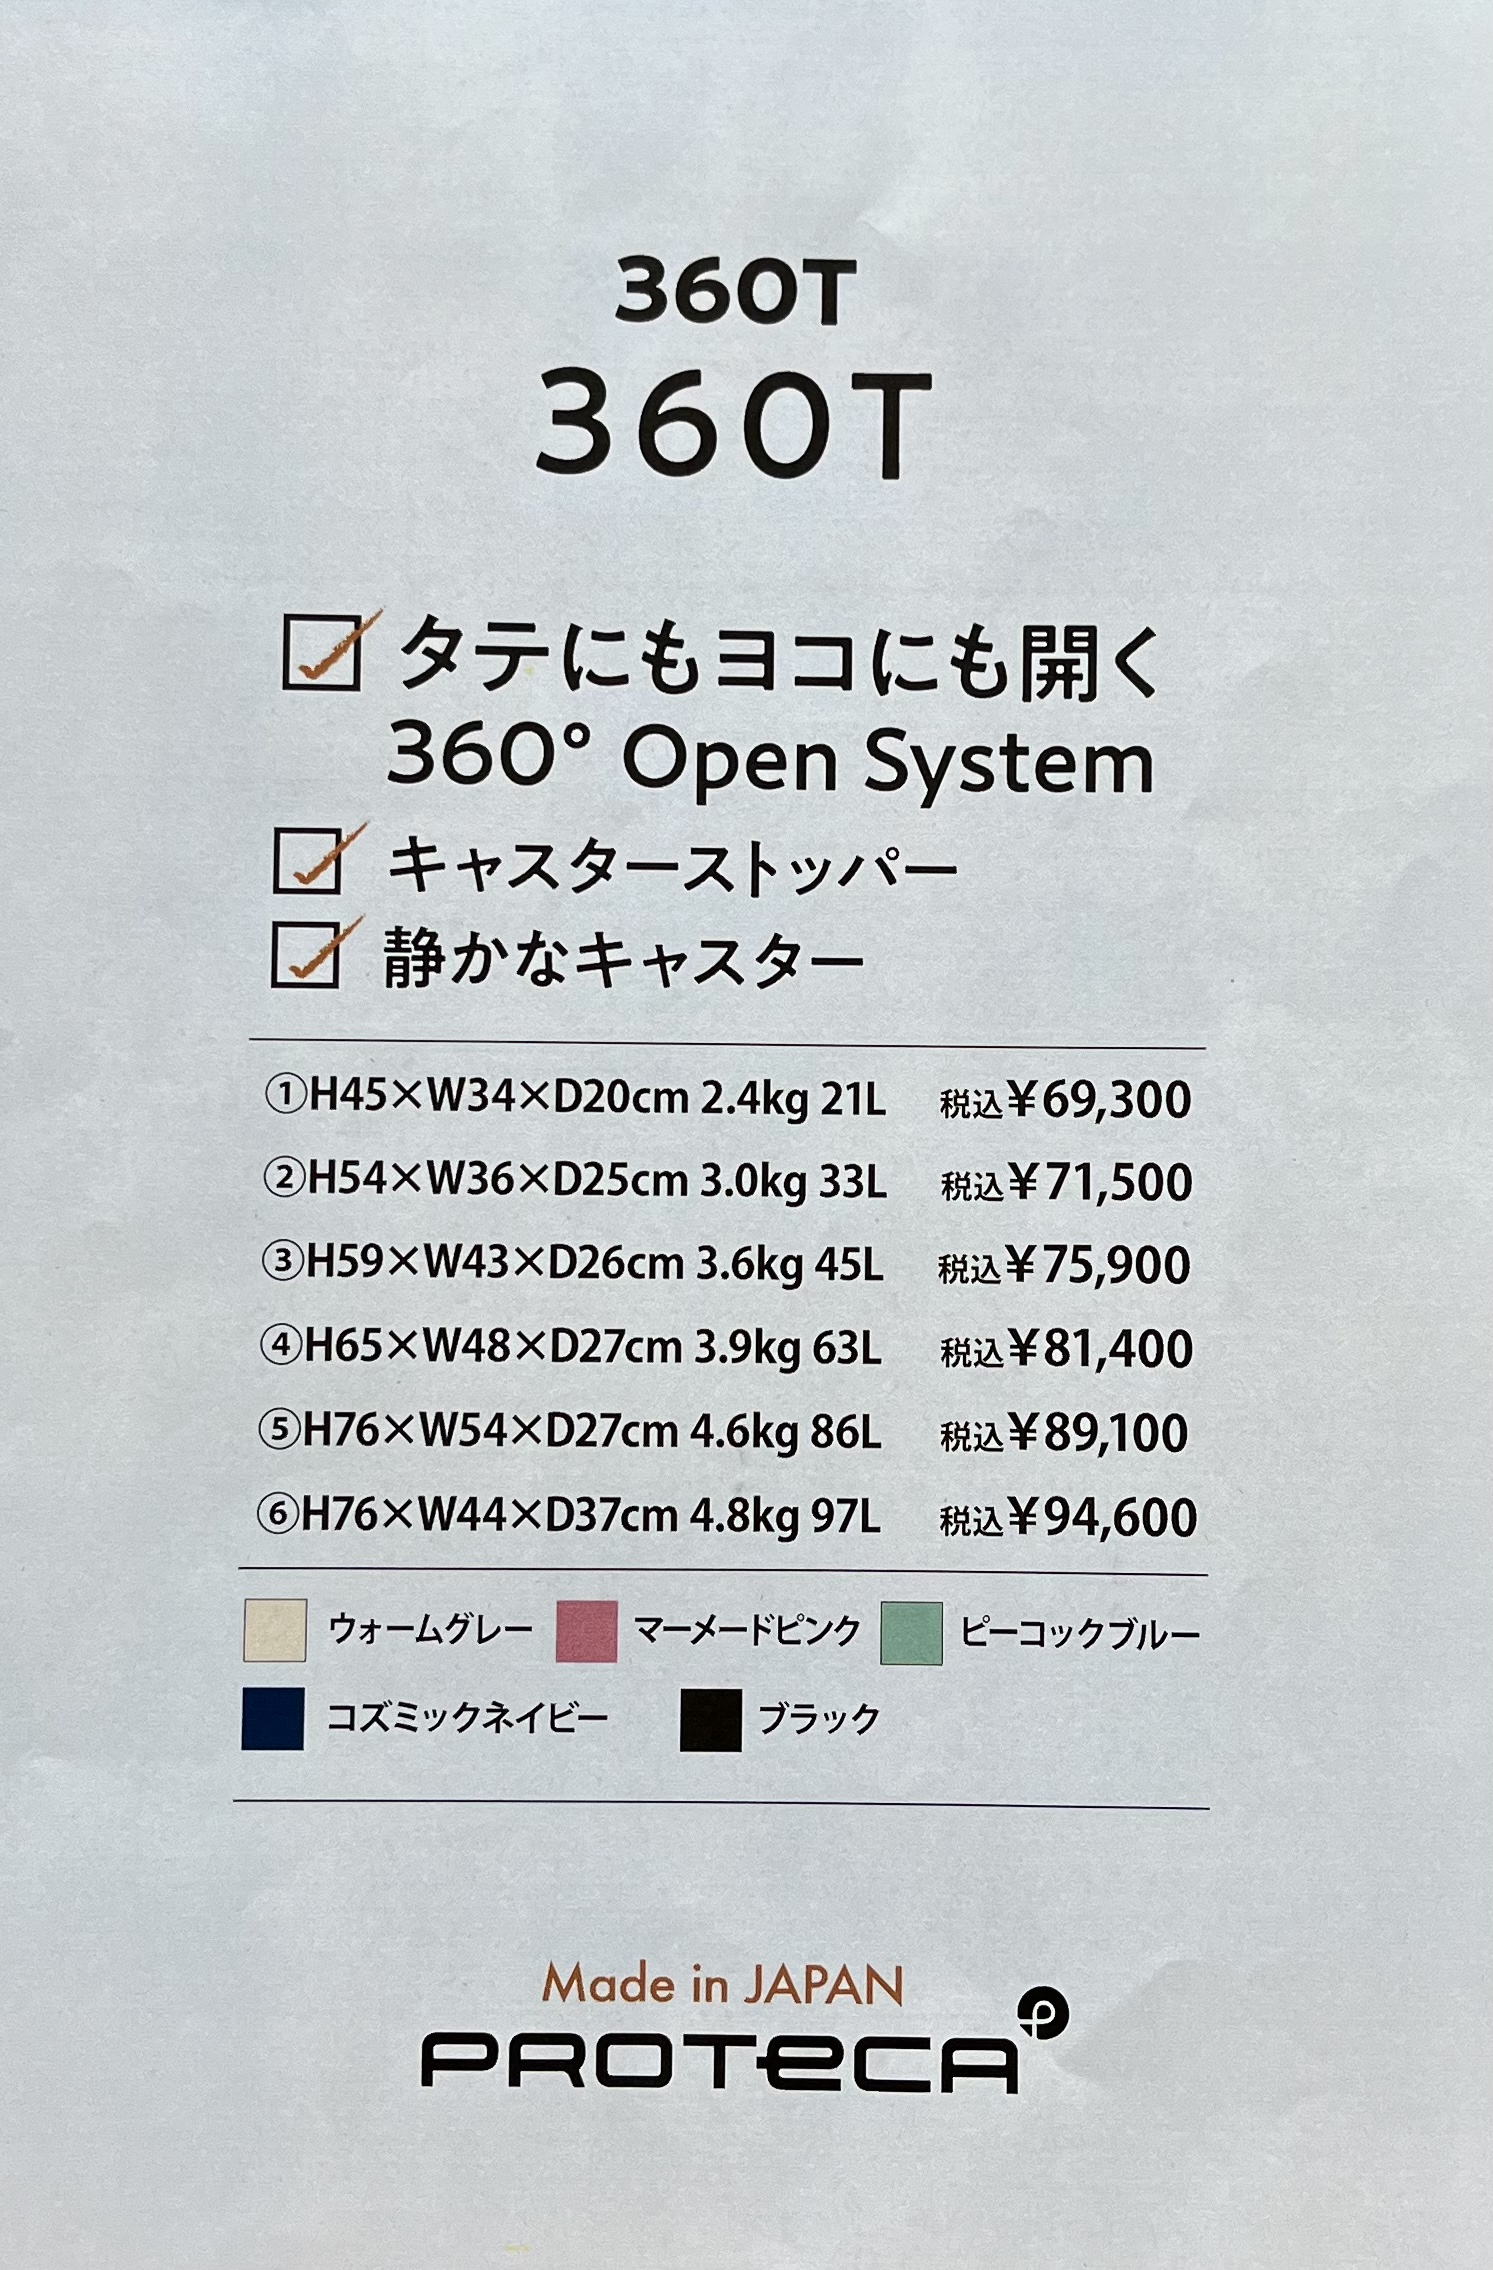 360T
360T
タテにもヨコにも開く
360° Open System
キャスターストッパー
静かなキャスター
①H45×W34×D20cm 2.4kg 21L 税込¥69,300
②H54×W36×D25cm 3.0kg 33L 税込¥71,500
③H59×W43×D26cm 3.6kg 45L 税込¥75,900
④H65×W48×D27cm 3.9kg 63L 税込¥81,400
⑤H76×W54×D27cm 4.6kg 86L 税込¥89,100
⑥H76×W44×D37cm 4.8kg 97L 税込¥94,600
ウォームグレー マーメードピンク ピーコックブルー
コズミックネイビー ブラック
Made in JAPAN
PROTECA